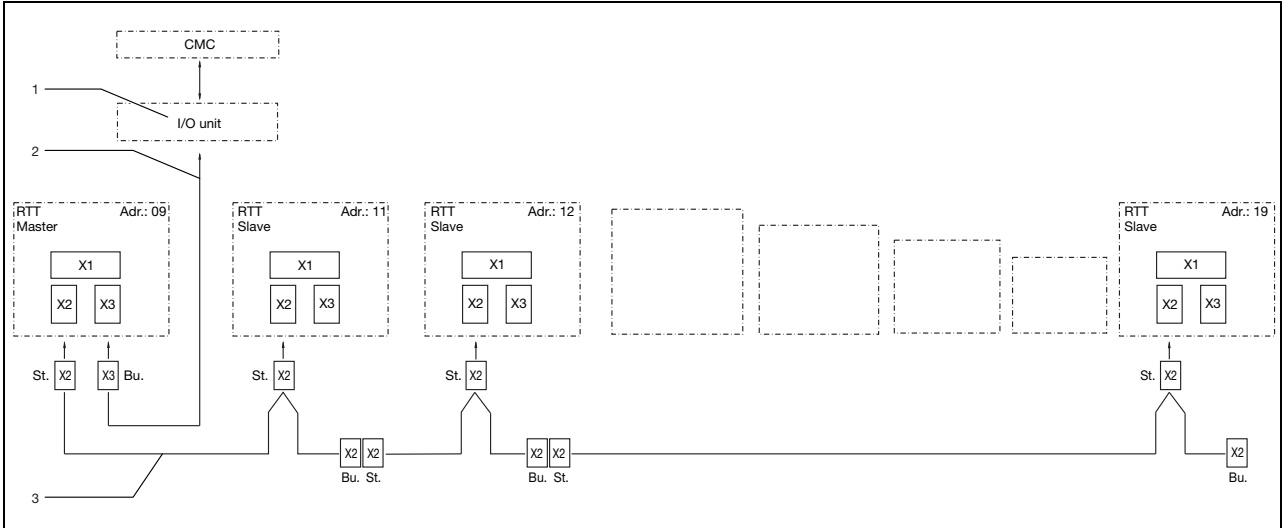 CMC
1
I/O unit
2
RTT Adr.: 09
Master
X1
X2 X3
RTT Adr.: 11
Slave
X1
X2 X3
RTT Adr.: 12
Slave
X1
X2 X3
RTT Adr.: 19
Slave
X1
X2 X3
St. X2 X3 Bu.
St. X2
St. X2
St. X2
X2 X2
Bu. St.
X2 X2
Bu. St.
X2
Bu.
3